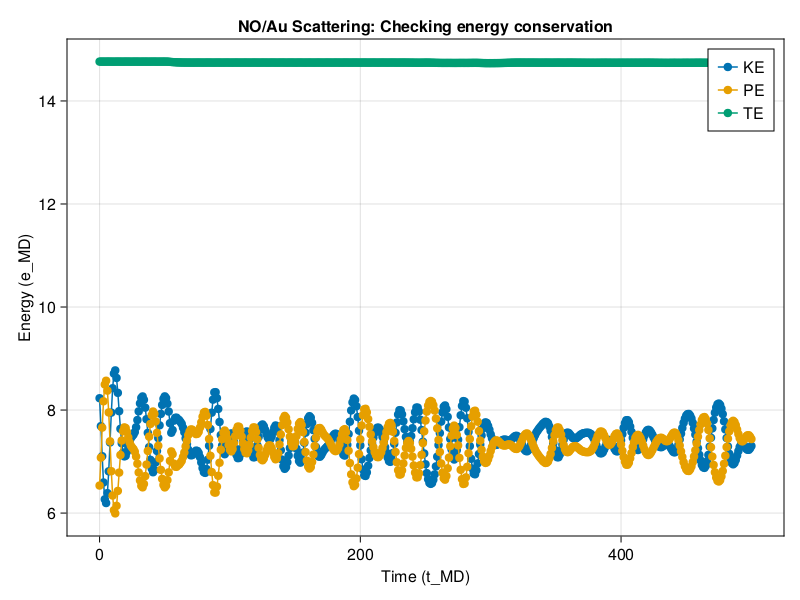 NO/Au Scattering: Checking energy conservation
KE
PE
TE
14
12
10
8
6
Energy (e_MD)
0
200
400
Time (t_MD)